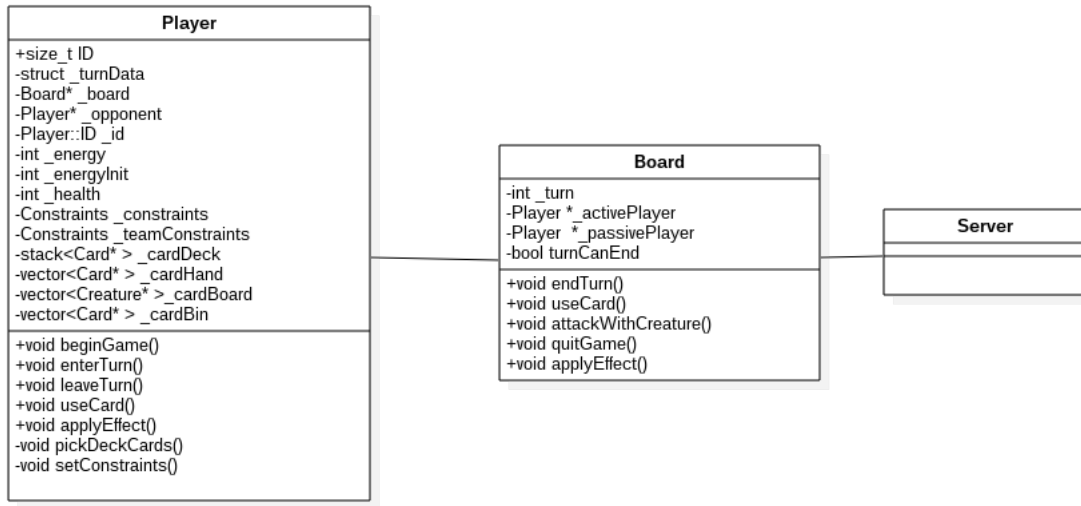 Player
+size_t ID
-struct _turnData
-Board* _board
-Player* _opponent
-Player::ID _id
-int _energy
-int _energyInit
-int _health
-Constraints _constraints
-Constraints _teamConstraints
-stack<Card* > _cardDeck
-vector<Card* > _cardHand
-vector<Creature* >_cardBoard
-vector<Card* > _cardBin
+void beginGame()
+void enterTurn()
+void leaveTurn()
+void useCard()
+void applyEffect()
-void pickDeckCards()
-void setConstraints()
Board
-int _turn
-Player *_activePlayer
-Player *_passivePlayer
-bool turnCanEnd
+void endTurn()
+void useCard()
+void attackWithCreature()
+void quitGame()
+void applyEffect()
Server